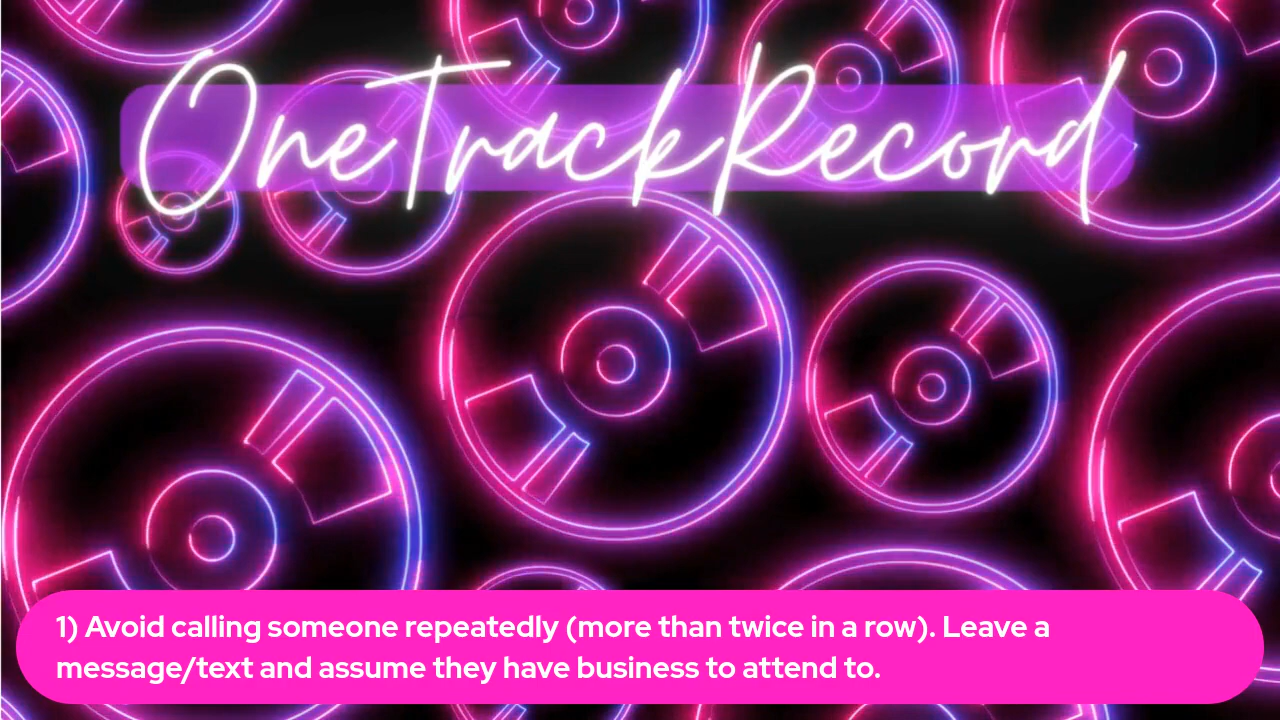 OneTrackRecord
1) Avoid calling someone repeatedly (more than twice in a row). Leave a
message/text and assume they have business to attend to.